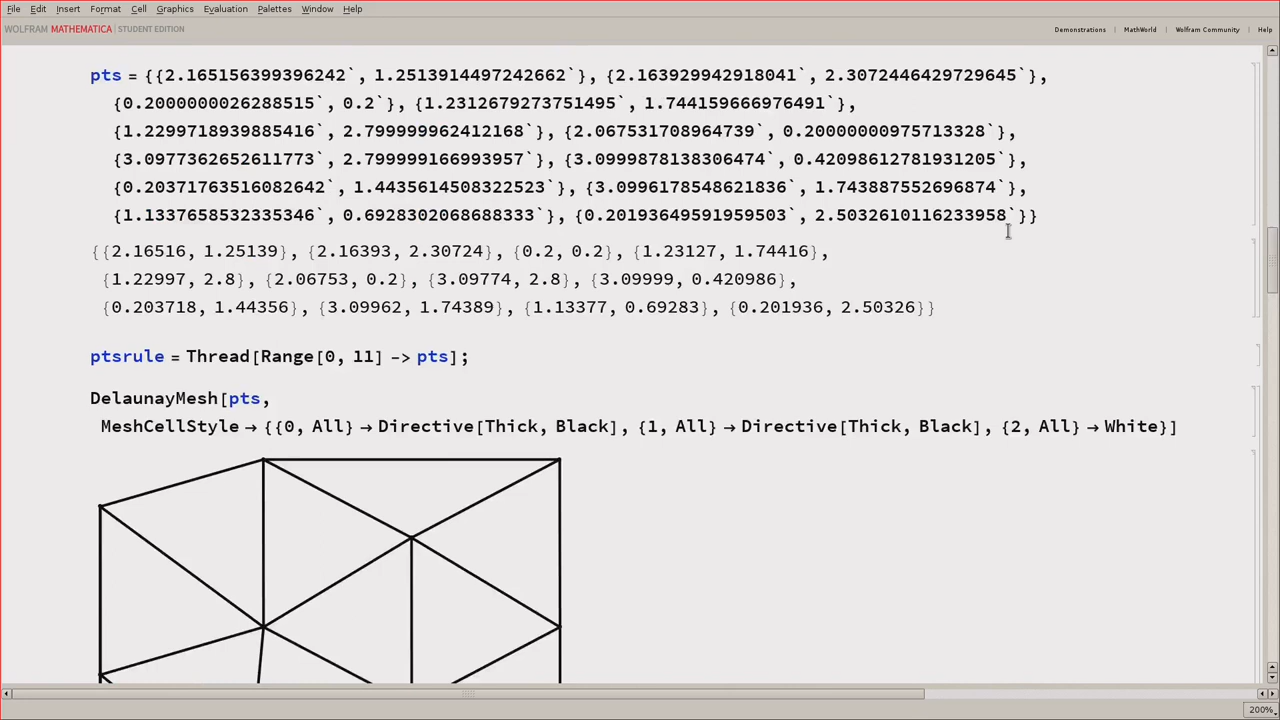 File Edit Insert Format Cell Graphics Evaluation Palettes Window Help
WOLFRAM MATHEMATICA | STUDENT EDITION Demonstrations | MathWorld | Wolfram Community | Help
pts = {{2.165156399396242`, 1.2513914497242662`}, {2.163929942918041`, 2.3072446429729645`},
{0.2000000026288515`, 0.2`}, {1.2312679273751495`, 1.744159666976491`},
{1.2299718939885416`, 2.799999962412168`}, {2.067531708964739`, 0.20000000975713328`},
{3.0977362652611773`, 2.799999166993957`}, {3.0999878138306474`, 0.42098612781931205`},
{0.20371763516082642`, 1.4435614508322523`}, {3.0996178548621836`, 1.743887552696874`},
{1.1337658532335346`, 0.6928302068688333`}, {0.20193649591959503`, 2.5032610116233958`}}
{{2.16516, 1.25139}, {2.16393, 2.30724}, {0.2, 0.2}, {1.23127, 1.74416},
{1.22997, 2.8}, {2.06753, 0.2}, {3.09774, 2.8}, {3.09999, 0.420986},
{0.203718, 1.44356}, {3.09962, 1.74389}, {1.13377, 0.69283}, {0.201936, 2.50326}}
ptsrule = Thread[Range[0, 11] -> pts];
DelaunayMesh[pts,
MeshCellStyle → {{0, All} → Directive[Thick, Black], {1, All} → Directive[Thick, Black], {2, All} → White}]
200%